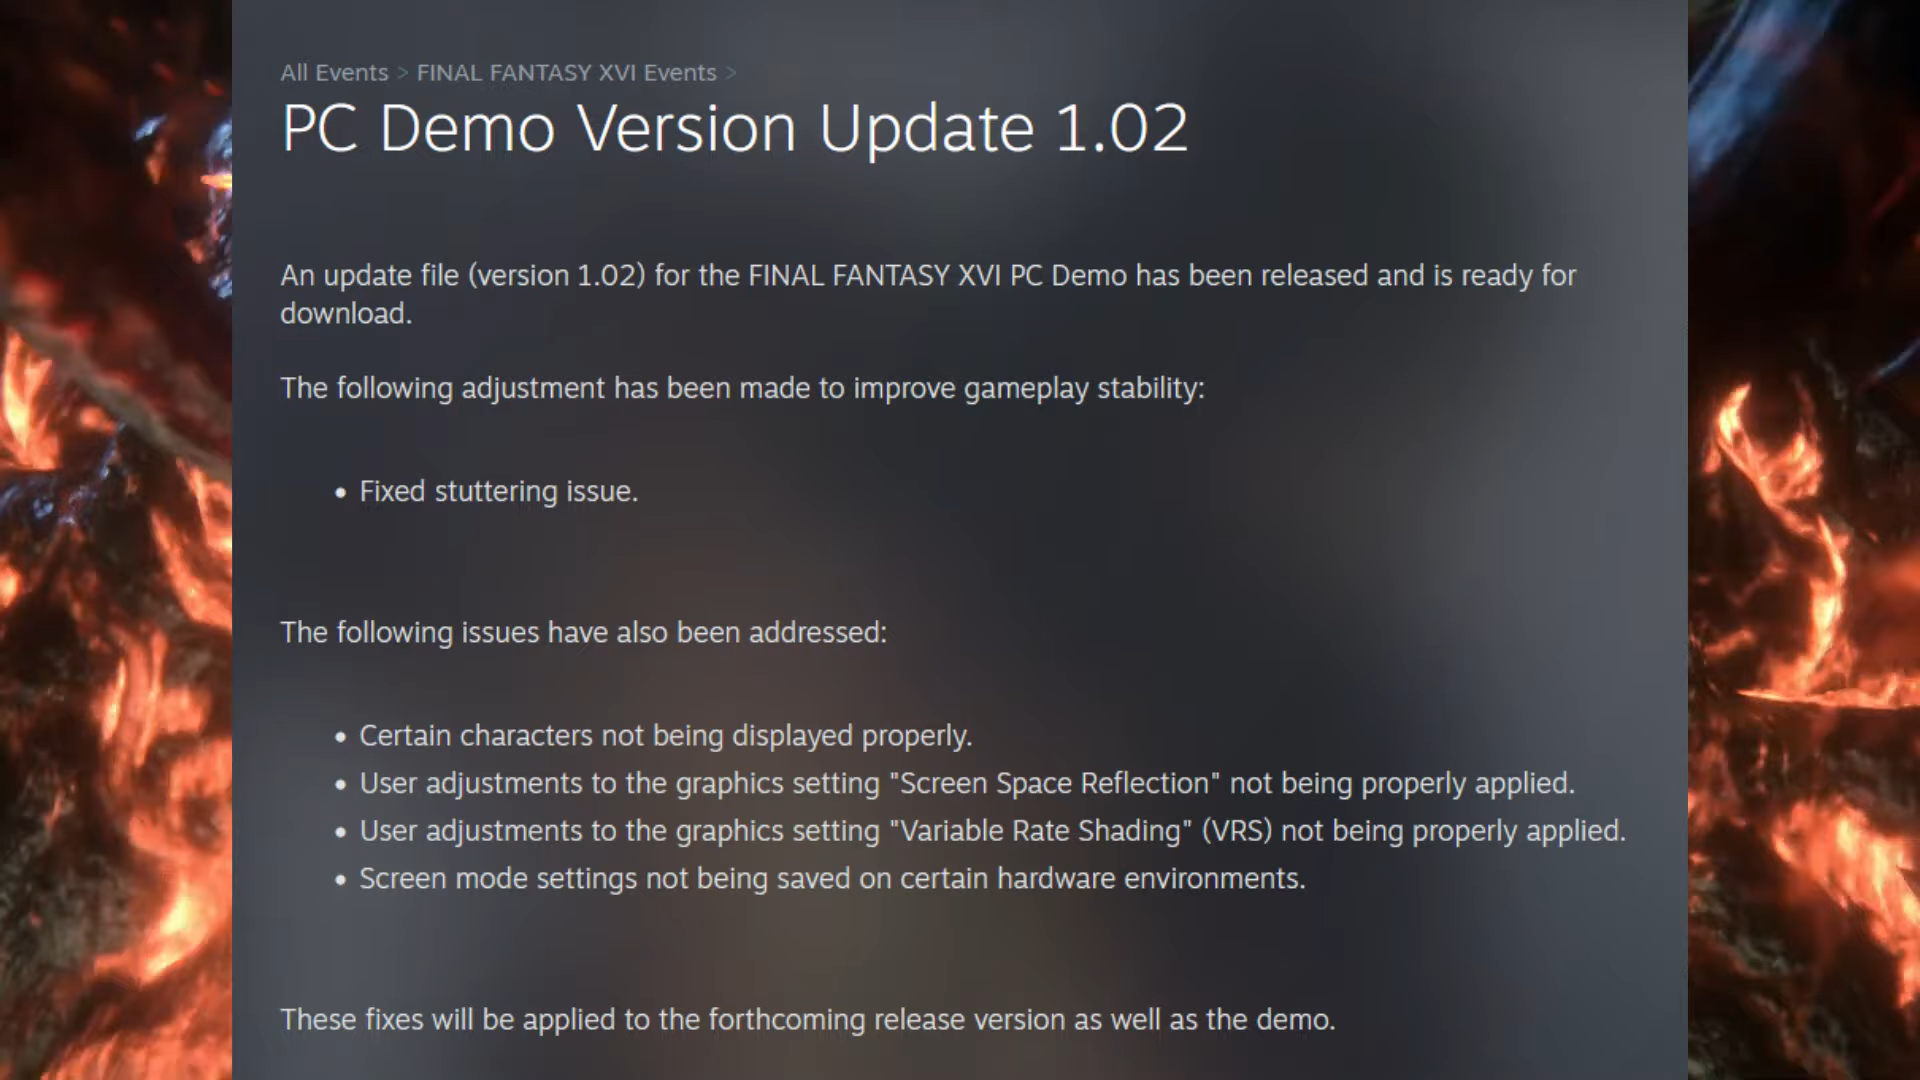 All Events > FINAL FANTASY XVI Events >
PC Demo Version Update 1.02
An update file (version 1.02) for the FINAL FANTASY XVI PC Demo has been released and is ready for
download.
The following adjustment has been made to improve gameplay stability:
• Fixed stuttering issue.
The following issues have also been addressed:
• Certain characters not being displayed properly.
• User adjustments to the graphics setting "Screen Space Reflection" not being properly applied.
• User adjustments to the graphics setting "Variable Rate Shading" (VRS) not being properly applied.
• Screen mode settings not being saved on certain hardware environments.
These fixes will be applied to the forthcoming release version as well as the demo.